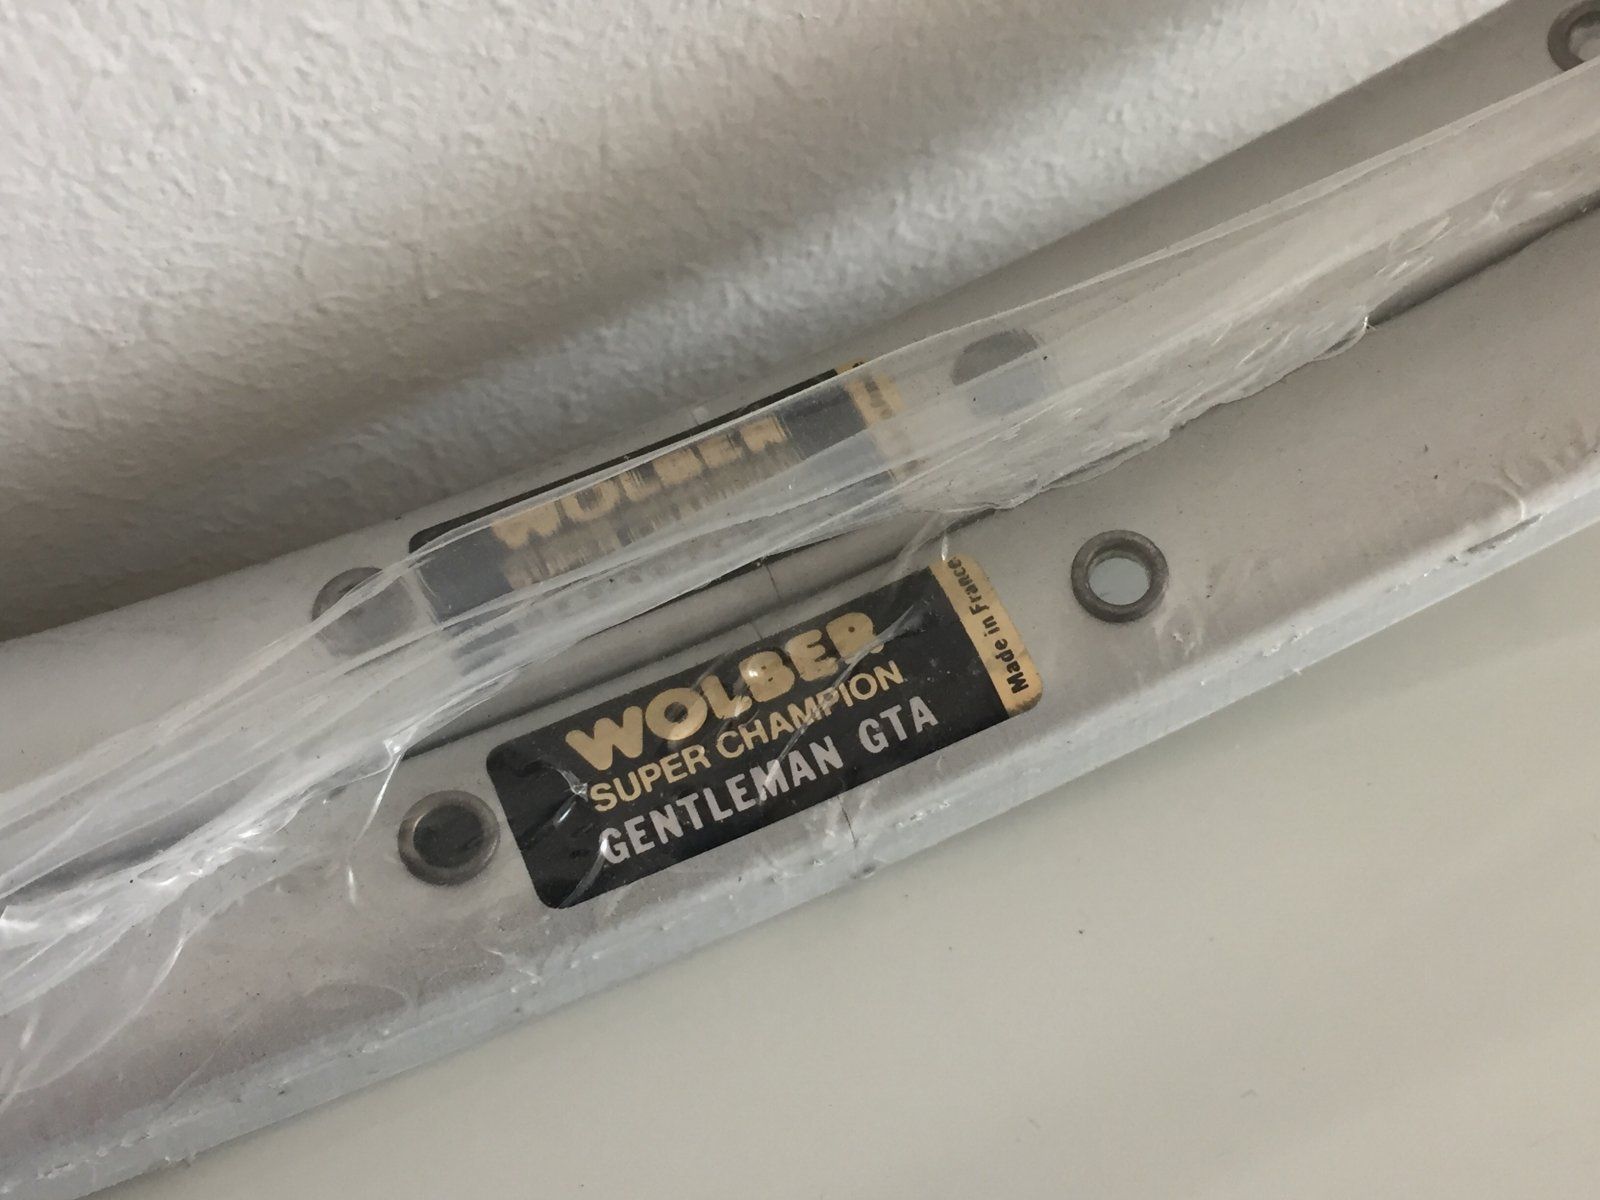 WOLBER
WOLBER
SUPER CHAMPION
GENTLEMAN GTA
Made in France